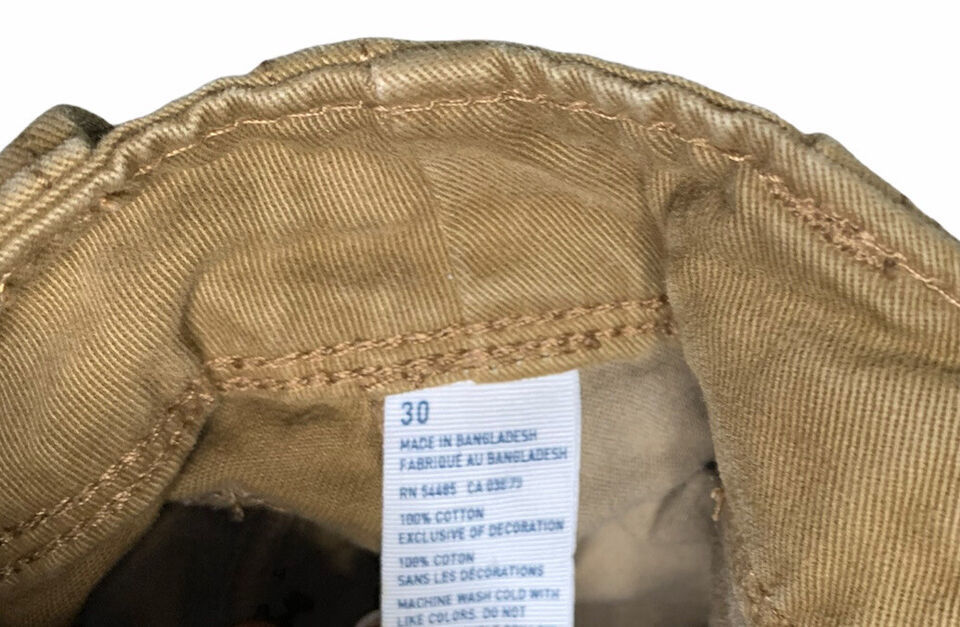 30
MADE IN BANGLADESH
FABRIQUÉ AU BANGLADESH
RN 54485 CA
100% COTTON
EXCLUSIVE OF DECORATION
100% COTON
SANS LES DÉCORATIONS
MACHINE WASH COLD WITH
LIKE COLORS. DO NOT